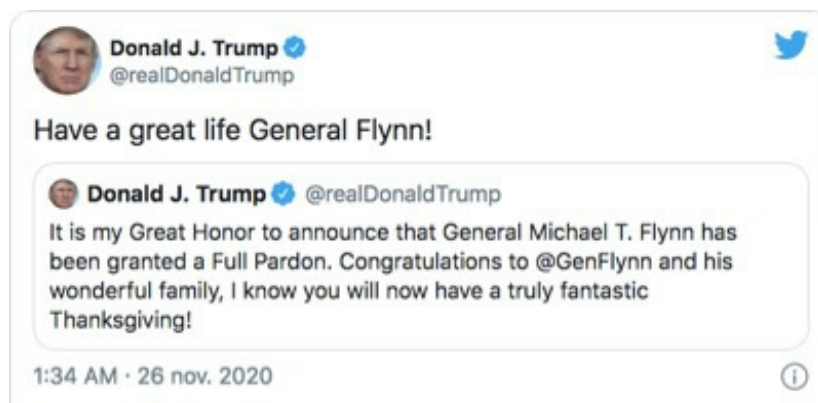 Donald J. Trump
@realDonaldTrump
Have a great life General Flynn!
Donald J. Trump @realDonaldTrump
It is my Great Honor to announce that General Michael T. Flynn has
been granted a Full Pardon. Congratulations to @GenFlynn and his
wonderful family, I know you will now have a truly fantastic
Thanksgiving!
1:34 AM · 26 nov. 2020